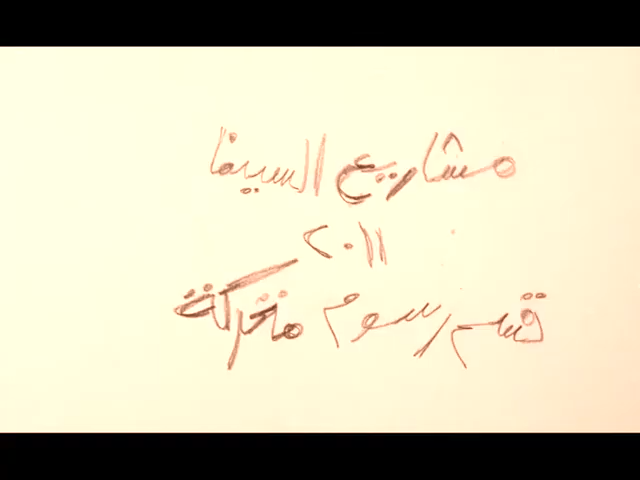 مشاريع السينما
٢٠١١
قسم رسوم متحركة